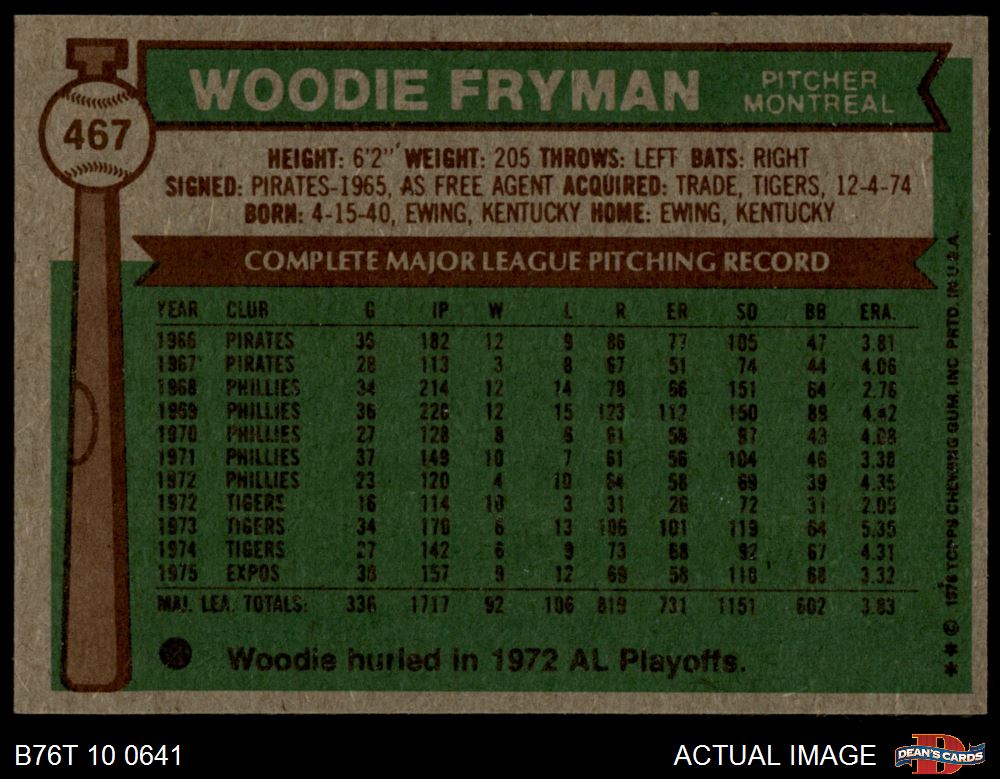 WOODIE FRYMAN
PITCHER
MONTREAL
467
HEIGHT: 6'2" WEIGHT: 205 THROWS: LEFT BATS: RIGHT
SIGNED: PIRATES-1965, AS FREE AGENT ACQUIRED: TRADE, TIGERS, 12-4-74
BORN: 4-15-40, EWING, KENTUCKY HOME: EWING, KENTUCKY
COMPLETE MAJOR LEAGUE PITCHING RECORD
YEAR CLUB G IP W L R ER SO BB ERA.
1966 PIRATES 35 182 12 9 86 77 105 47 3.81
1967 PIRATES 28 113 3 8 67 51 74 44 4.06
1968 PHILLIES 34 214 12 14 78 66 151 64 2.76
1969 PHILLIES 36 228 12 15 123 112 150 89 4.42
1970 PHILLIES 27 128 8 6 61 58 97 43 4.08
1971 PHILLIES 37 149 10 7 61 56 104 46 3.38
1972 PHILLIES 23 120 4 10 64 58 69 39 4.35
1972 TIGERS 16 114 10 3 31 26 72 31 2.05
1973 TIGERS 34 170 6 13 106 101 119 64 5.35
1974 TIGERS 27 142 6 9 73 68 92 67 4.31
1975 EXPOS 38 157 9 12 69 58 118 68 3.32
MAJ. LEA. TOTALS: 336 1717 92 106 819 731 1151 602 3.83
Woodie hurled in 1972 AL Playoffs.
*** © 1976 TOPPS CHEWING GUM, INC. PRTD. IN U.S.A.
B76T 10 0641
ACTUAL IMAGE
DEAN'S CARDS